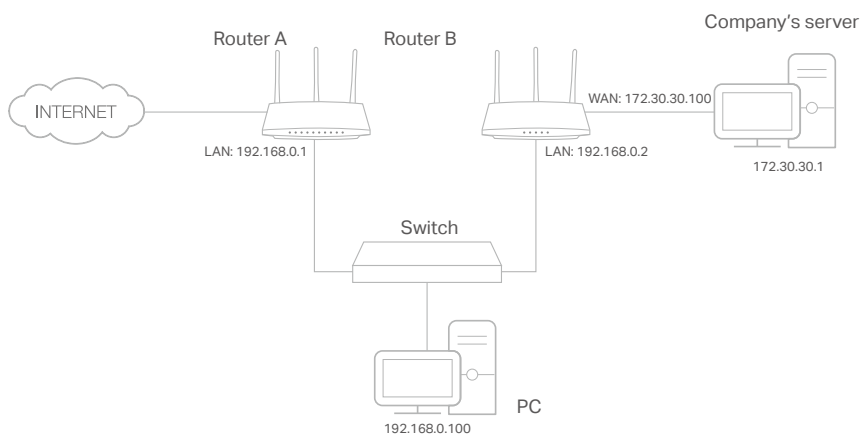 Company's server
Router A
Router B
INTERNET
WAN: 172.30.30.100
LAN: 192.168.0.1
LAN: 192.168.0.2
172.30.30.1
Switch
PC
192.168.0.100